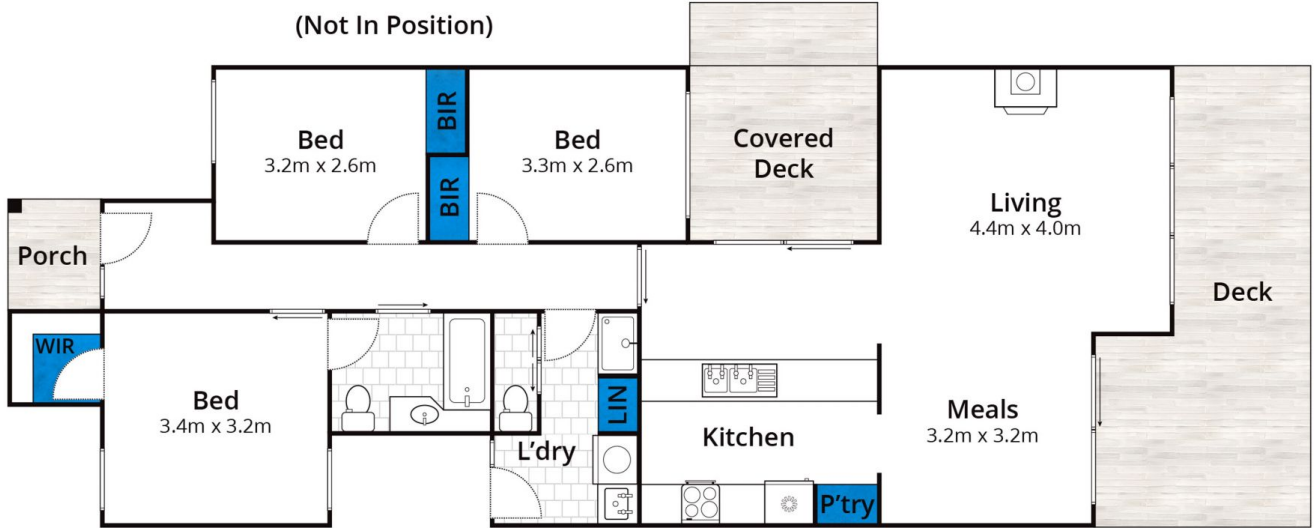 (Not In Position)
Bed
3.2m x 2.6m
BIR
BIR
Bed
3.3m x 2.6m
Covered
Deck
Living
4.4m x 4.0m
Deck
Porch
WIR
Bed
3.4m x 3.2m
L'dry
LIN
Kitchen
P'try
Meals
3.2m x 3.2m